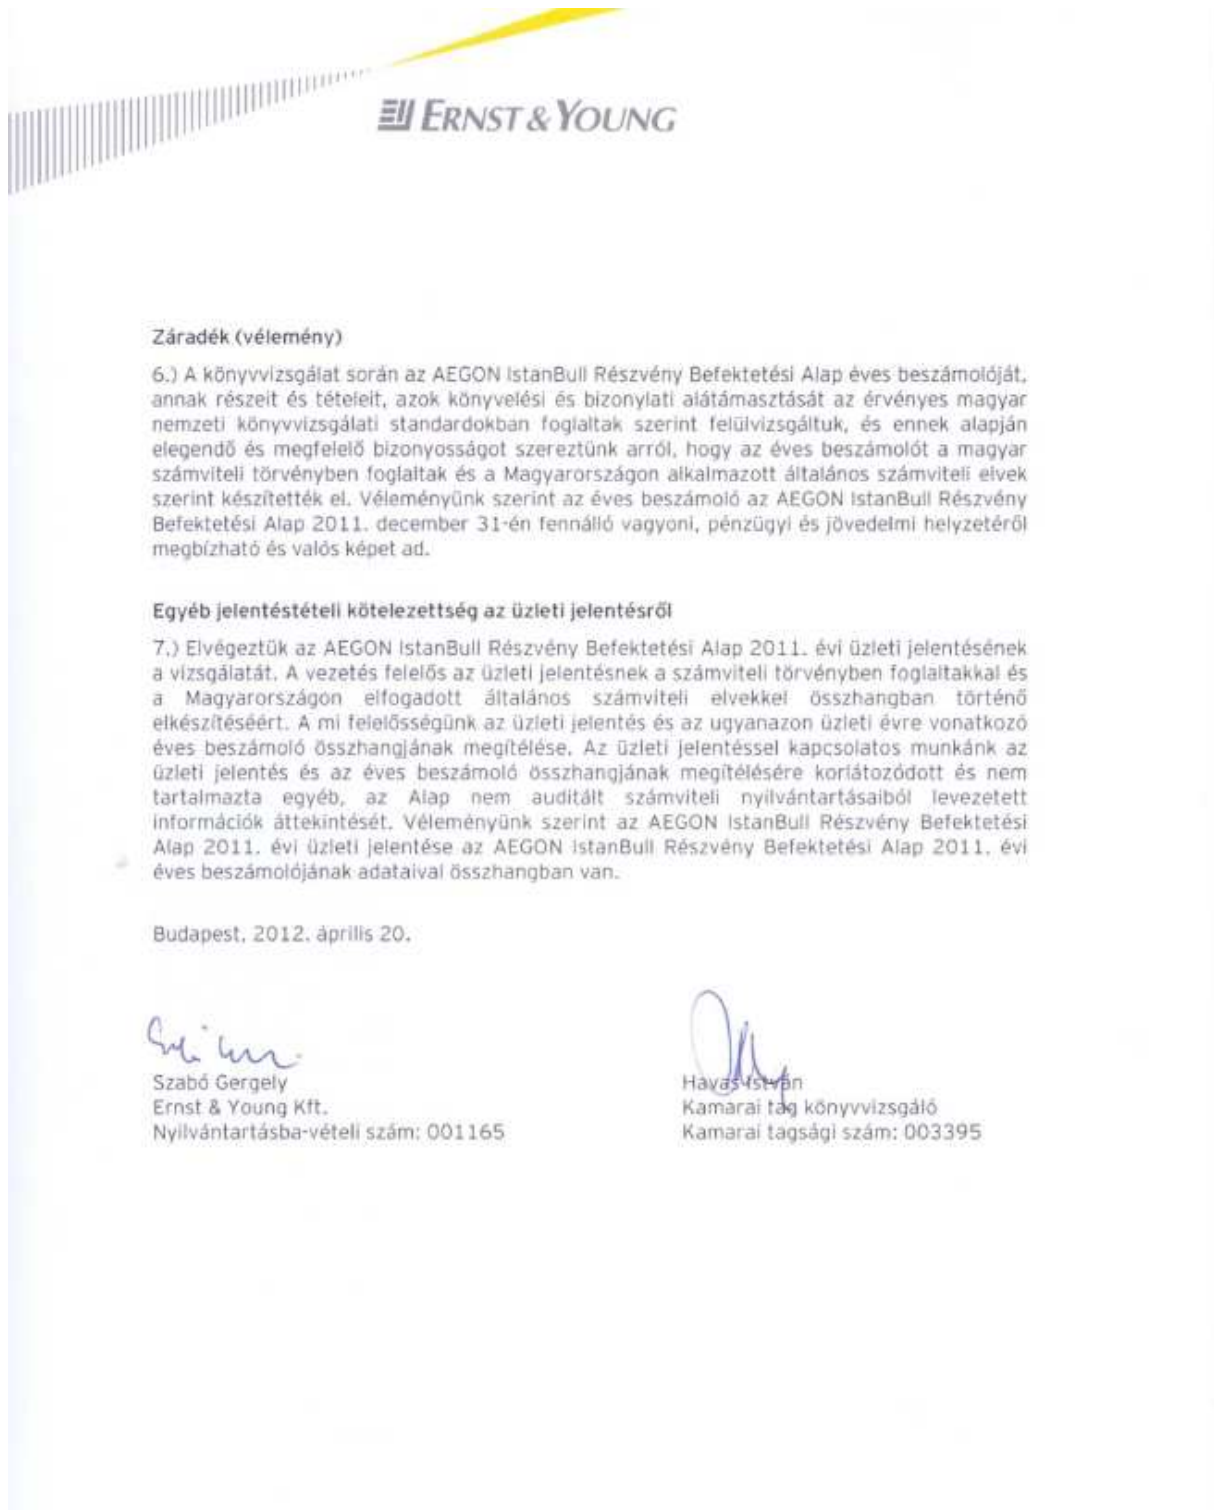 ERNST & YOUNG
Záradék (vélemény)
6.) A könyvvizsgálat során az AEGON IstanBull Részvény Befektetési Alap éves beszámolóját,
annak részeit és tételeit, azok könyvelési és bizonylati alátámasztását az érvényes magyar
nemzeti könyvvizsgálati standardokban foglaltak szerint felülvizsgáltuk, és ennek alapján
elegendő és megfelelő bizonyosságot szereztünk arról, hogy az éves beszámolót a magyar
számviteli törvényben foglaltak és a Magyarországon alkalmazott általános számviteli elvek
szerint készítették el. Véleményünk szerint az éves beszámoló az AEGON IstanBull Részvény
Befektetési Alap 2011. december 31-én fennálló vagyoni, pénzügyi és jövedelmi helyzetéről
megbízható és valós képet ad.
Egyéb jelentéstételi kötelezettség az üzleti jelentésről
7.) Elvégeztük az AEGON IstanBull Részvény Befektetési Alap 2011. évi üzleti jelentésének
a vizsgálatát. A vezetés felelős az üzleti jelentésnek a számviteli törvényben foglaltakkal és
a Magyarországon elfogadott általános számviteli elvekkel összhangban történő
elkészítéséért. A mi felelősségünk az üzleti jelentés és az ugyanazon üzleti évre vonatkozó
éves beszámoló összhangjának megítélése. Az üzleti jelentéssel kapcsolatos munkánk az
üzleti jelentés és az éves beszámoló összhangjának megítélésére korlátozódott és nem
tartalmazta egyéb, az Alap nem auditált számviteli nyilvántartásaiból levezetett
információk áttekintését. Véleményünk szerint az AEGON IstanBull Részvény Befektetési
Alap 2011. évi üzleti jelentése az AEGON IstanBull Részvény Befektetési Alap 2011. évi
éves beszámolójának adataival összhangban van.
Budapest, 2012. április 20.
Szabó Gergely
Ernst & Young Kft.
Nyilvántartásba-vételi szám: 001165
Havas István
Kamarai tag könyvvizsgáló
Kamarai tagsági szám: 003395